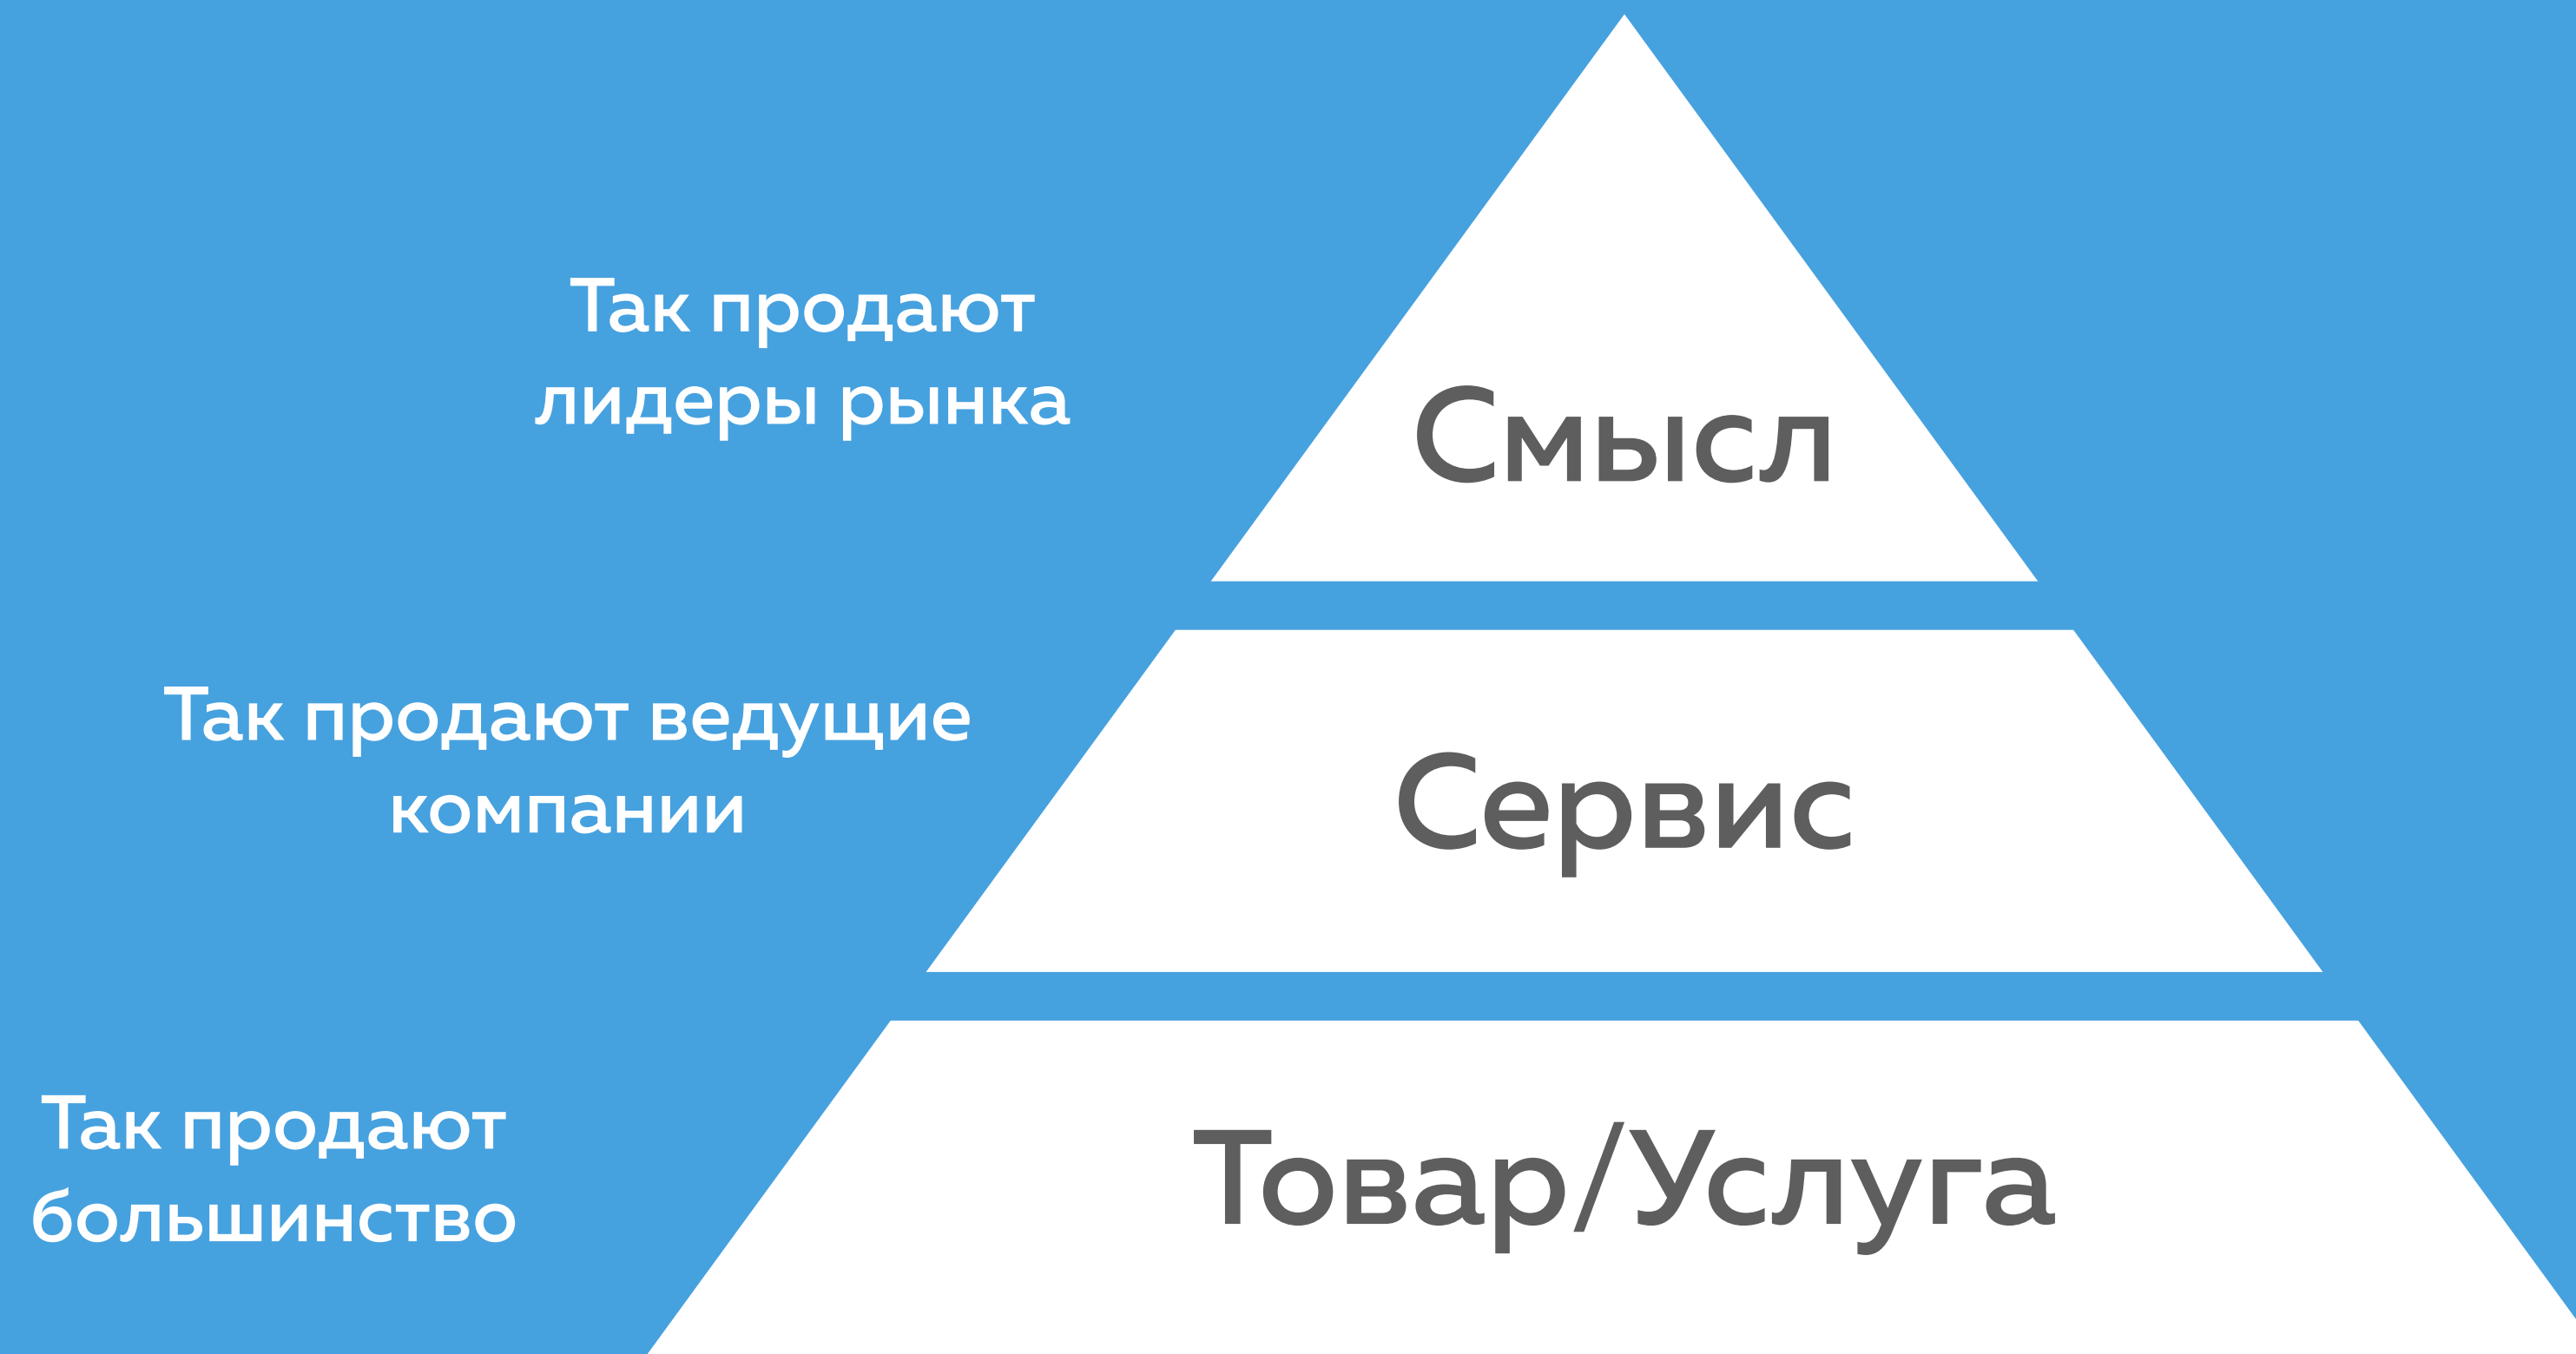 Так продают
лидеры рынка
Смысл
Так продают ведущие
компании
Сервис
Так продают
большинство
Товар/Услуга